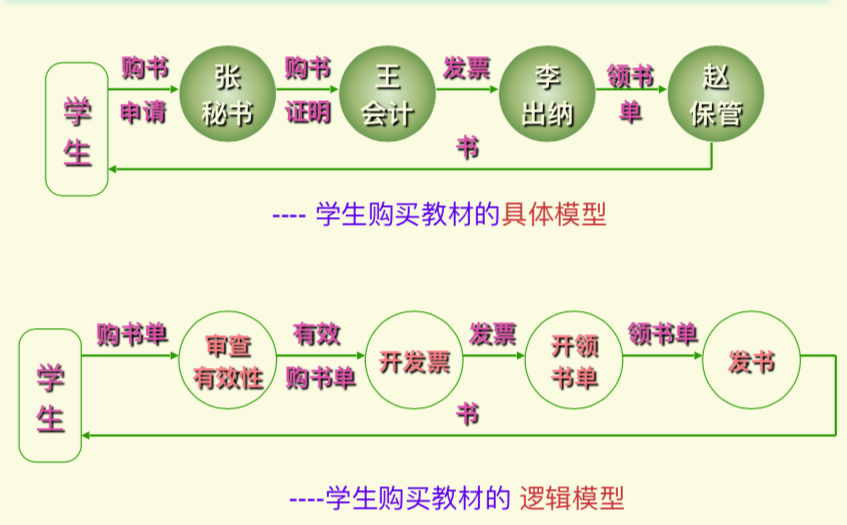 学生
购书申请
张秘书
购书证明
王会计
发票
李出纳
领书单
赵保管
书
---- 学生购买教材的具体模型
学生
购书单
审查有效性
有效购书单
开发票
发票
开领书单
领书单
发书
书
----学生购买教材的 逻辑模型